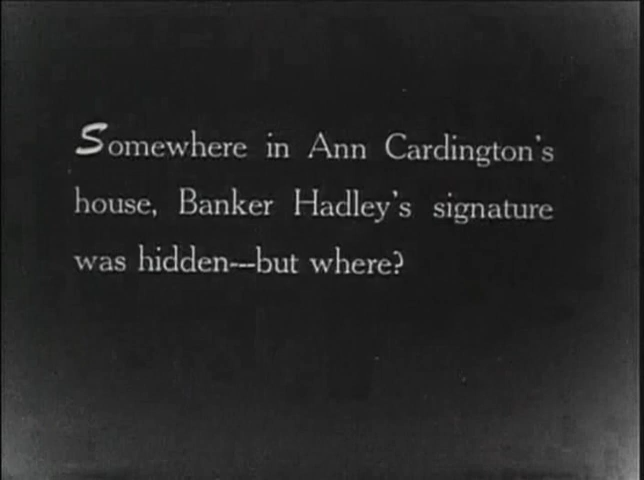 Somewhere in Ann Cardington's
house, Banker Hadley's signature
was hidden---but where?